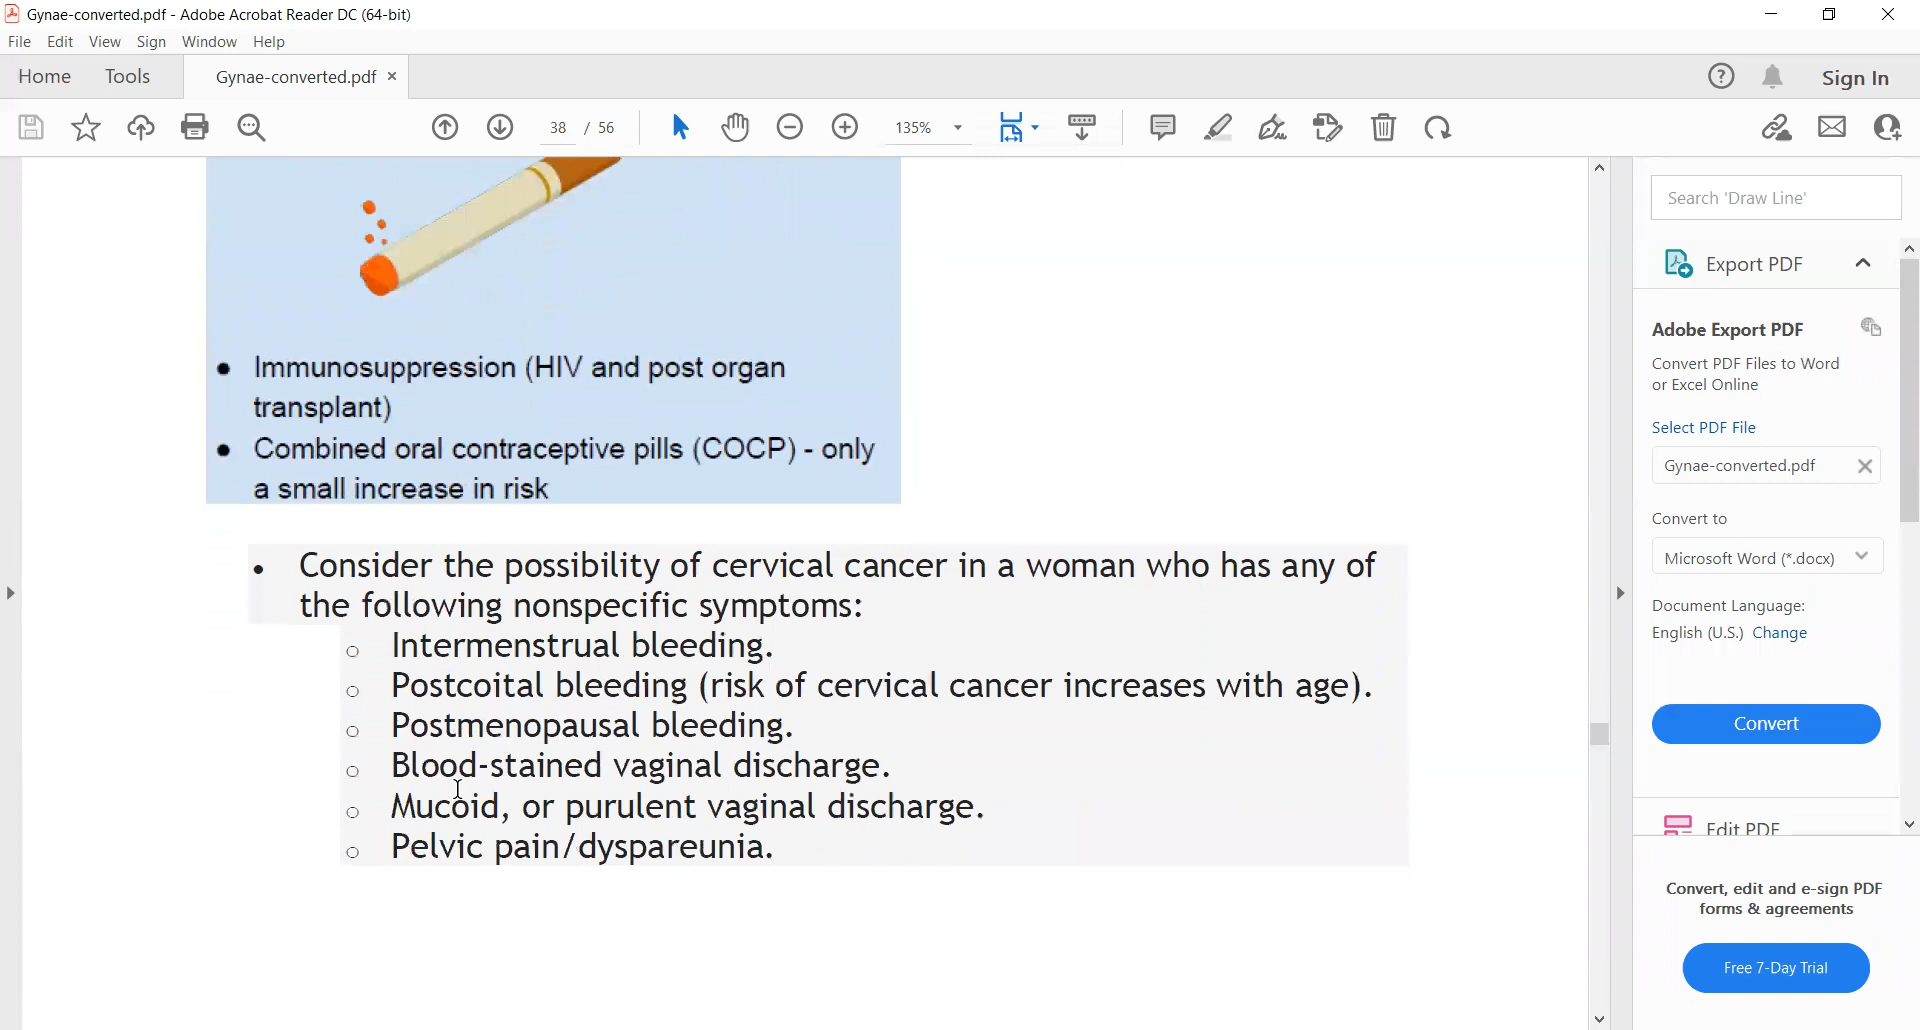 Gynae-converted.pdf - Adobe Acrobat Reader DC (64-bit)
File Edit View Sign Window Help
Home Tools Gynae-converted.pdf × Sign In
38 / 56 135%
Search 'Draw Line'
Export PDF
Adobe Export PDF
Convert PDF Files to Word
or Excel Online
Select PDF File
Gynae-converted.pdf
Convert to
Microsoft Word (*.docx)
Document Language:
English (U.S.) Change
Convert
Edit PDF
Convert, edit and e-sign PDF
forms & agreements
Free 7-Day Trial
• Immunosuppression (HIV and post organ
transplant)
• Combined oral contraceptive pills (COCP) - only
a small increase in risk
• Consider the possibility of cervical cancer in a woman who has any of
the following nonspecific symptoms:
○ Intermenstrual bleeding.
○ Postcoital bleeding (risk of cervical cancer increases with age).
○ Postmenopausal bleeding.
○ Blood-stained vaginal discharge.
○ Mucoid, or purulent vaginal discharge.
○ Pelvic pain/dyspareunia.